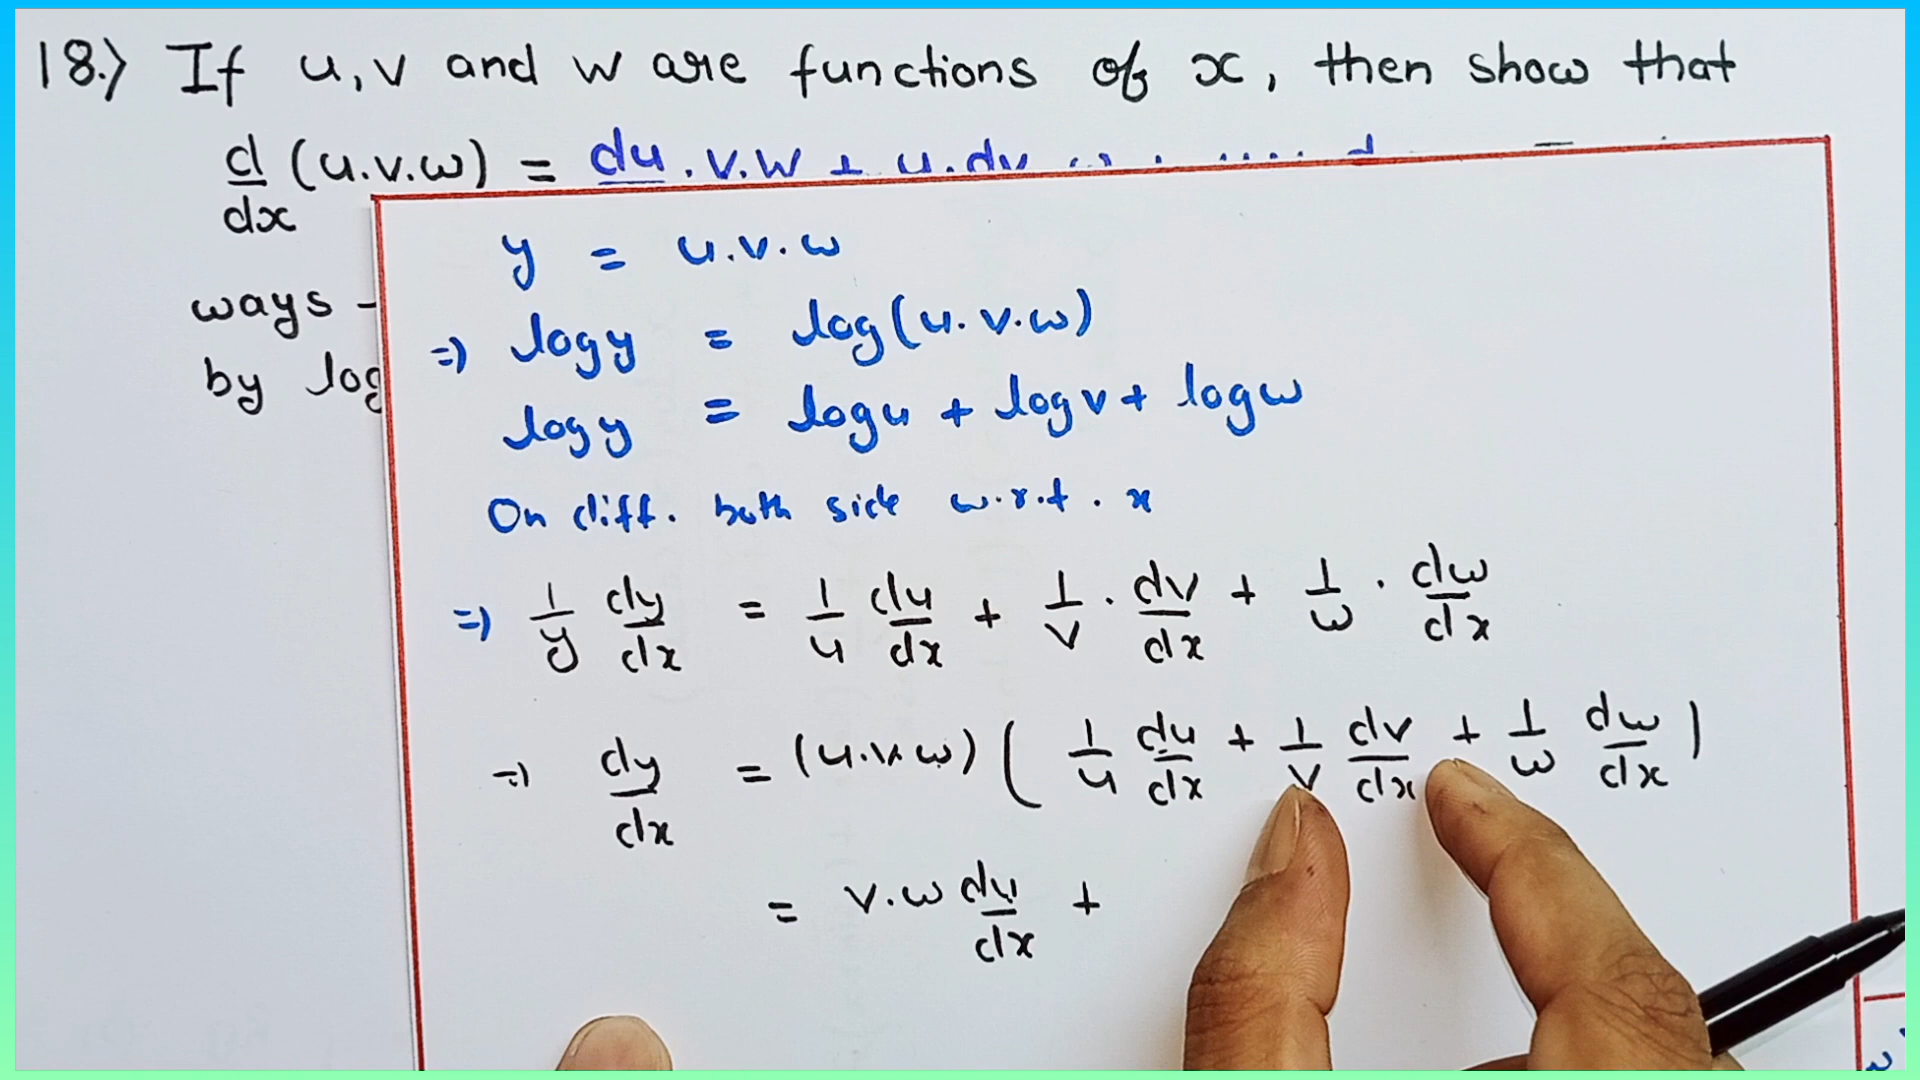 18.) If u, v and w are functions of x, then show that
d/dx (u.v.w) = du . v.w + u. dv
ways -
by log
y = u.v.w
=) log y = log(u.v.w)
log y = log u + log v + log w
On diff. both side w.r.t. x
=) 1/y dy/dx = 1/u du/dx + 1/v . dv/dx + 1/w . dw/dx
=) dy/dx = (u.v.w) ( 1/u du/dx + 1/v dv/dx + 1/w dw/dx )
= v.w du/dx +